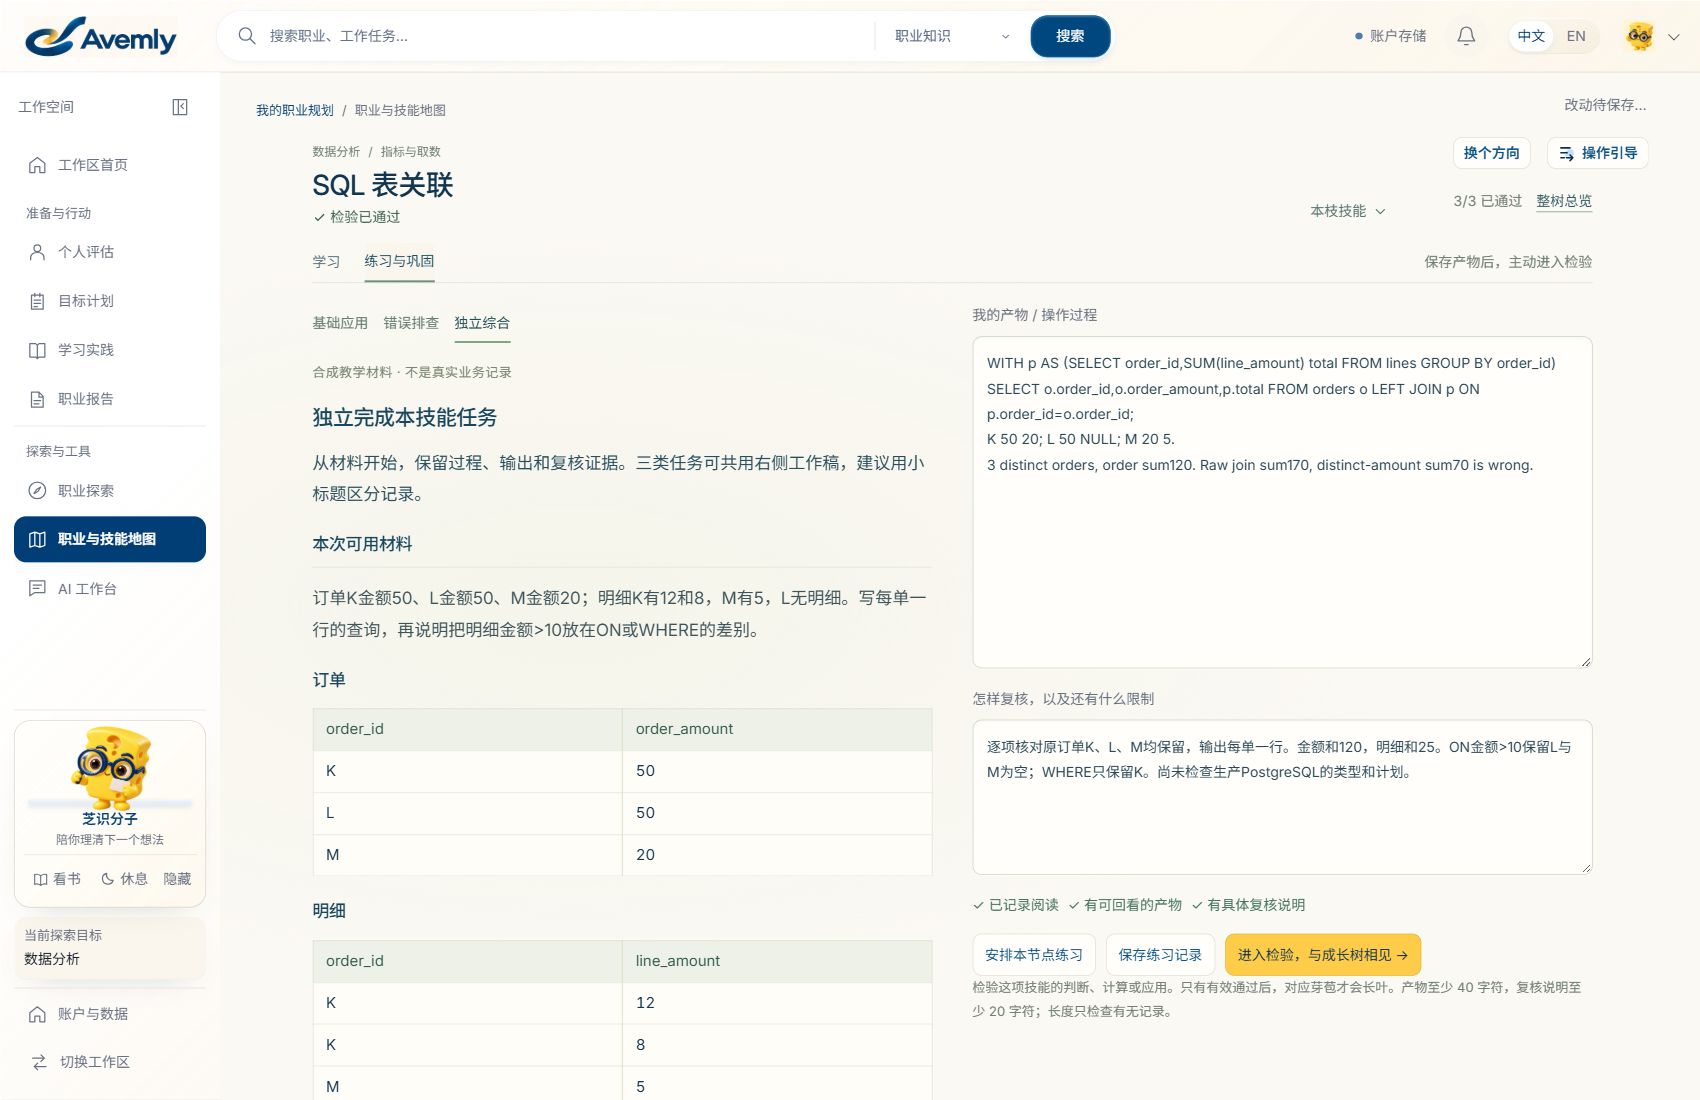 Avemly
搜索职业、工作任务...
职业知识
搜索
账户存储
中文
EN
工作空间
工作区首页
准备与行动
个人评估
目标计划
学习实践
职业报告
探索与工具
职业探索
职业与技能地图
AI 工作台
芝识分子
陪你理清下一个想法
看书
休息
隐藏
当前探索目标
数据分析
账户与数据
切换工作区
我的职业规划 / 职业与技能地图
改动待保存...
数据分析 / 指标与取数
换个方向
操作引导
SQL 表关联
✓ 检验已通过
本枝技能
3/3 已通过
整树总览
学习
练习与巩固
保存产物后，主动进入检验
基础应用
错误排查
独立综合
合成教学材料 · 不是真实业务记录
独立完成本技能任务
从材料开始，保留过程、输出和复核证据。三类任务可共用右侧工作稿，建议用小
标题区分记录。
本次可用材料
订单K金额50、L金额50、M金额20；明细K有12和8，M有5，L无明细。写每单一
行的查询，再说明把明细金额>10放在ON或WHERE的差别。
订单
order_id order_amount
K 50
L 50
M 20
明细
order_id line_amount
K 12
K 8
M 5
我的产物 / 操作过程
WITH p AS (SELECT order_id,SUM(line_amount) total FROM lines GROUP BY order_id)
SELECT o.order_id,o.order_amount,p.total FROM orders o LEFT JOIN p ON
p.order_id=o.order_id;
K 50 20; L 50 NULL; M 20 5.
3 distinct orders, order sum120. Raw join sum170, distinct-amount sum70 is wrong.
怎样复核，以及还有什么限制
逐项核对原订单K、L、M均保留，输出每单一行。金额和120，明细和25。ON金额>10保留L与
M为空；WHERE只保留K。尚未检查生产PostgreSQL的类型和计划。
✓ 已记录阅读 ✓ 有可回看的产物 ✓ 有具体复核说明
安排本节点练习
保存练习记录
进入检验，与成长树相见 →
检验这项技能的判断、计算或应用。只有有效通过后，对应芽苞才会长叶。产物至少 40 字符，复核说明至
少 20 字符；长度只检查有无记录。